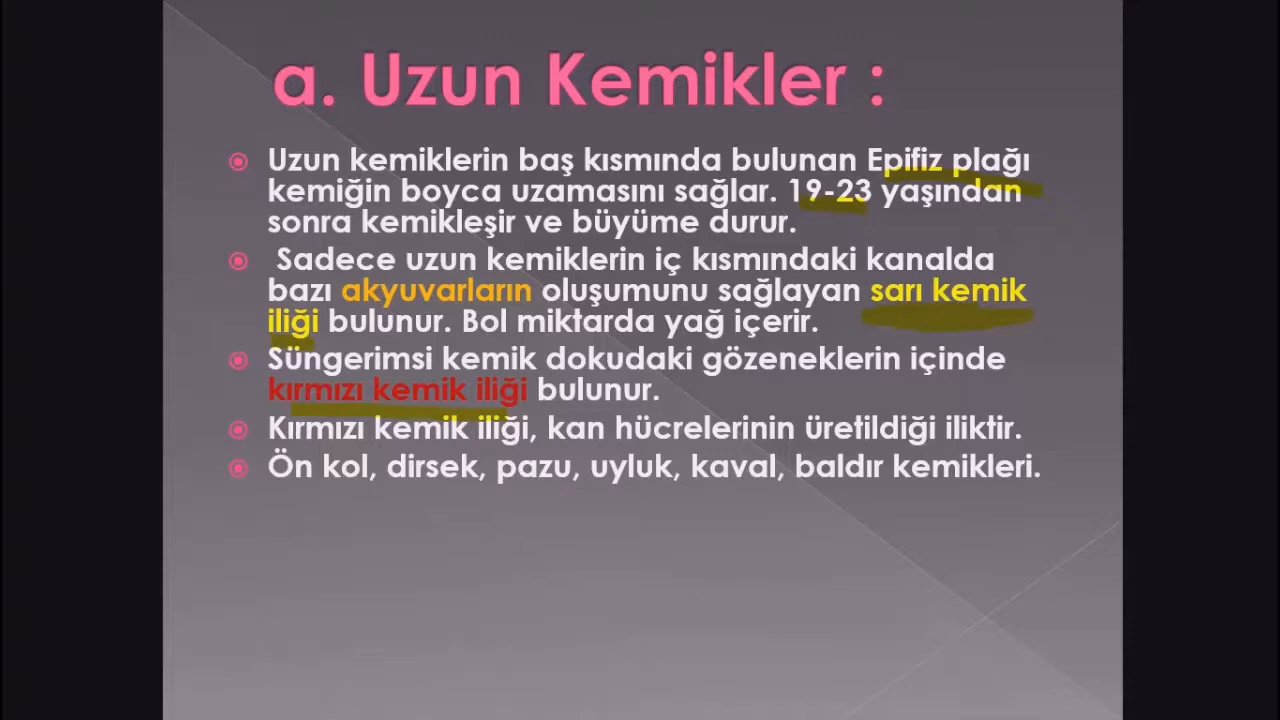 a. Uzun Kemikler :
Uzun kemiklerin baş kısmında bulunan Epifiz plağı
kemiğin boyca uzamasını sağlar. 19-23 yaşından
sonra kemikleşir ve büyüme durur.
Sadece uzun kemiklerin iç kısmındaki kanalda
bazı akyuvarların oluşumunu sağlayan sarı kemik
iliği bulunur. Bol miktarda yağ içerir.
Süngerimsi kemik dokudaki gözeneklerin içinde
kırmızı kemik iliği bulunur.
Kırmızı kemik iliği, kan hücrelerinin üretildiği iliktir.
Ön kol, dirsek, pazu, uyluk, kaval, baldır kemikleri.